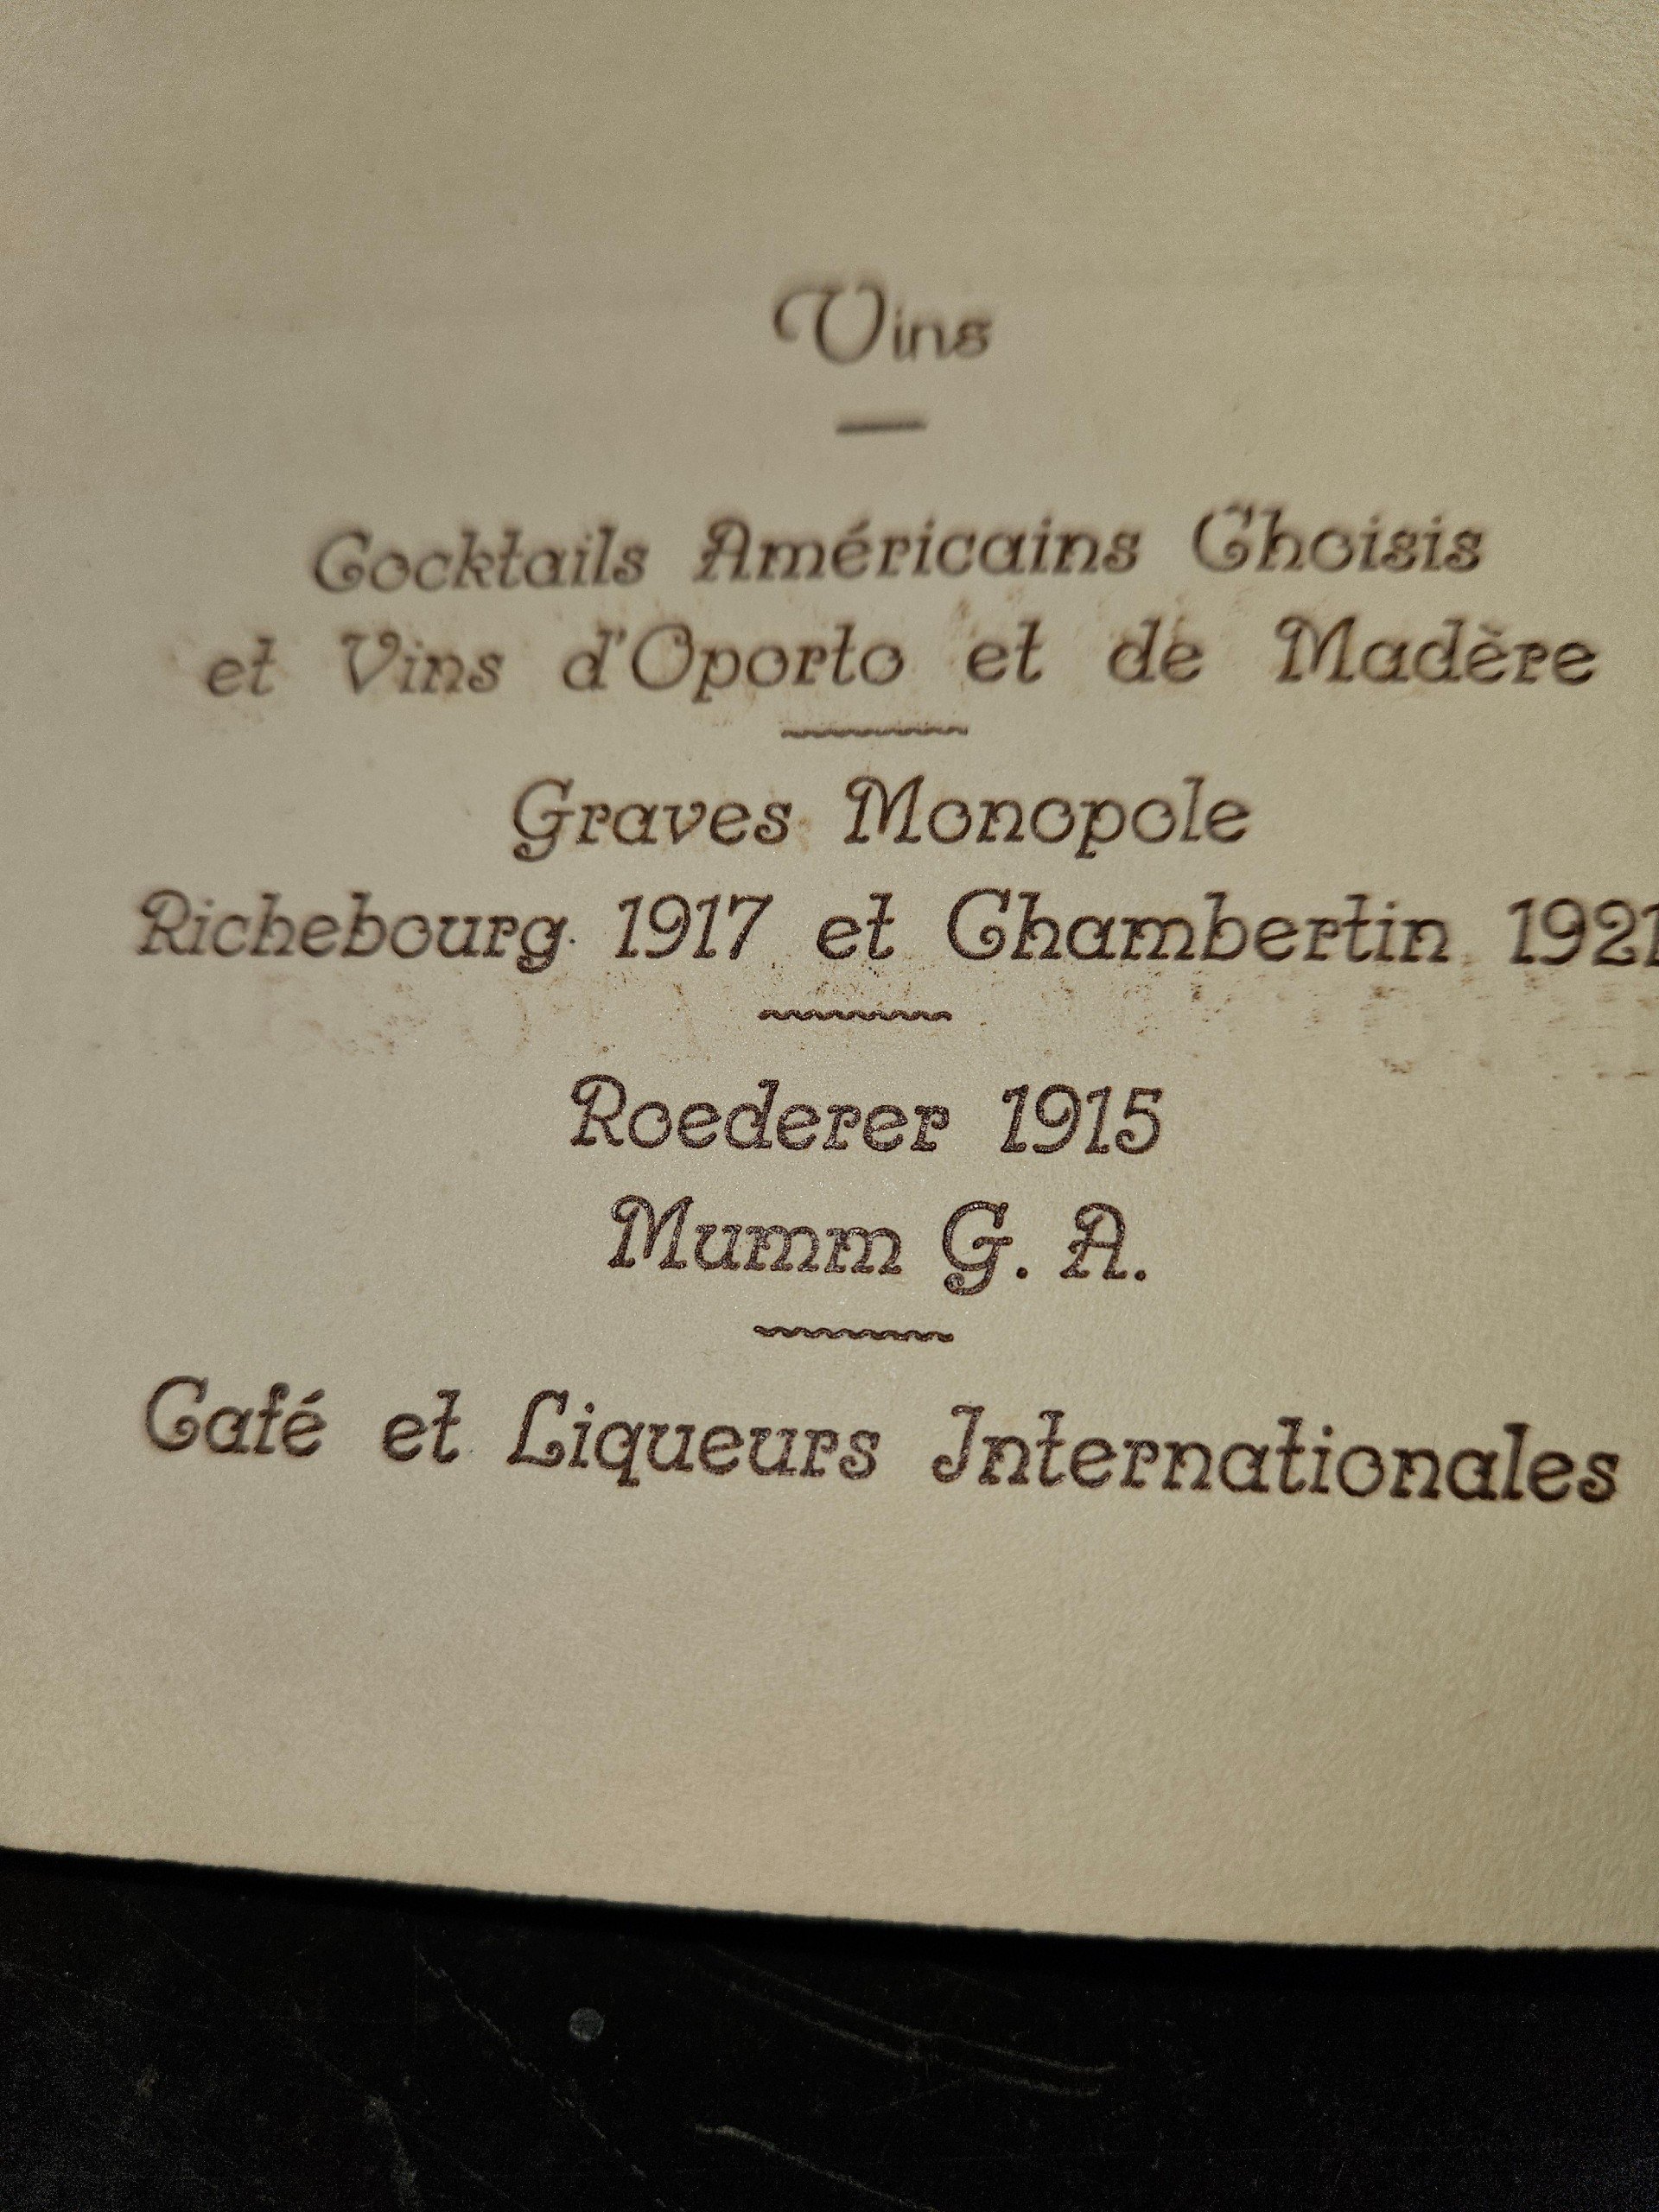 Vins
Cocktails Américains Choisis
et Vins d'Oporto et de Madère
Graves Monopole
Richebourg 1917 et Chambertin 1921
Roederer 1915
Mumm G. A.
Café et Liqueurs Internationales